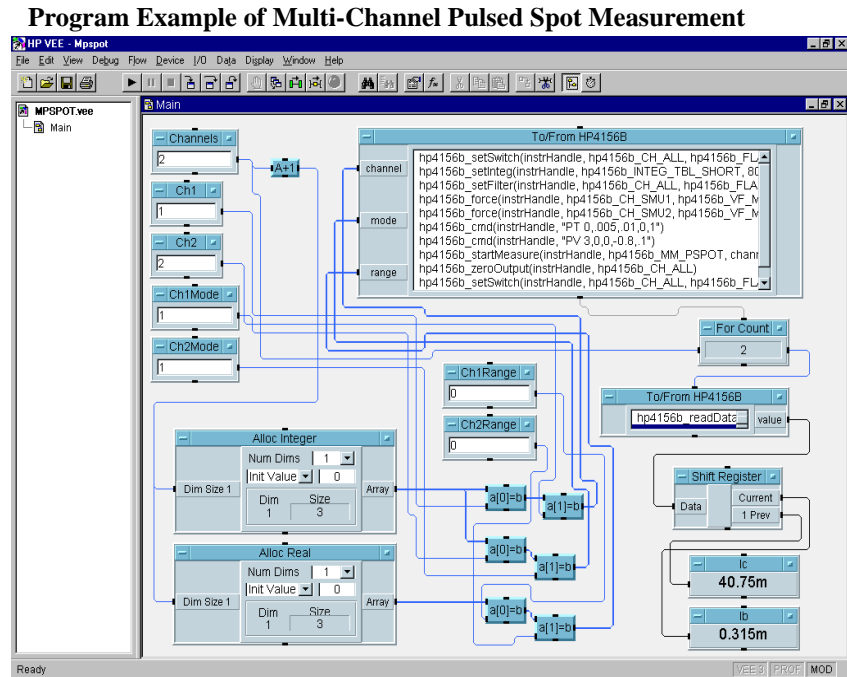 Program Example of Multi-Channel Pulsed Spot Measurement
HP VEE - Mpspot
File Edit View Debug Flow Device I/O Data Display Window Help
MPSPOT.vee
Main
Main
Channels
2
A+1
Ch1
1
Ch2
2
Ch1Mode
1
Ch2Mode
1
To/From HP4156B
channel
mode
range
hp4156b_setSwitch(instrHandle, hp4156b_CH_ALL, hp4156b_FLA
hp4156b_setInteg(instrHandle, hp4156b_INTEG_TBL_SHORT, 80
hp4156b_setFilter(instrHandle, hp4156b_CH_ALL, hp4156b_FLA
hp4156b_force(instrHandle, hp4156b_CH_SMU1, hp4156b_VF_M
hp4156b_force(instrHandle, hp4156b_CH_SMU2, hp4156b_VF_M
hp4156b_cmd(instrHandle, "PT 0,.005,.01,0,1")
hp4156b_cmd(instrHandle, "PV 3,0,0,-0.8,.1")
hp4156b_startMeasure(instrHandle, hp4156b_MM_PSPOT, chann
hp4156b_zeroOutput(instrHandle, hp4156b_CH_ALL)
hp4156b_setSwitch(instrHandle, hp4156b_CH_ALL, hp4156b_FL
For Count
2
Ch1Range
0
Ch2Range
0
To/From HP4156B
hp4156b_readData
value
Alloc Integer
Num Dims 1
Init Value 0
Dim Size 1
Dim Size
1 3
Array
a[0]=b
a[1]=b
a[0]=b
a[1]=b
Shift Register
Data
Current
1 Prev
Alloc Real
Num Dims 1
Init Value 0
Dim Size 1
Dim Size
1 3
Array
a[0]=b
a[1]=b
Ic
40.75m
Ib
0.315m
Ready
VEE 3 PROF MOD